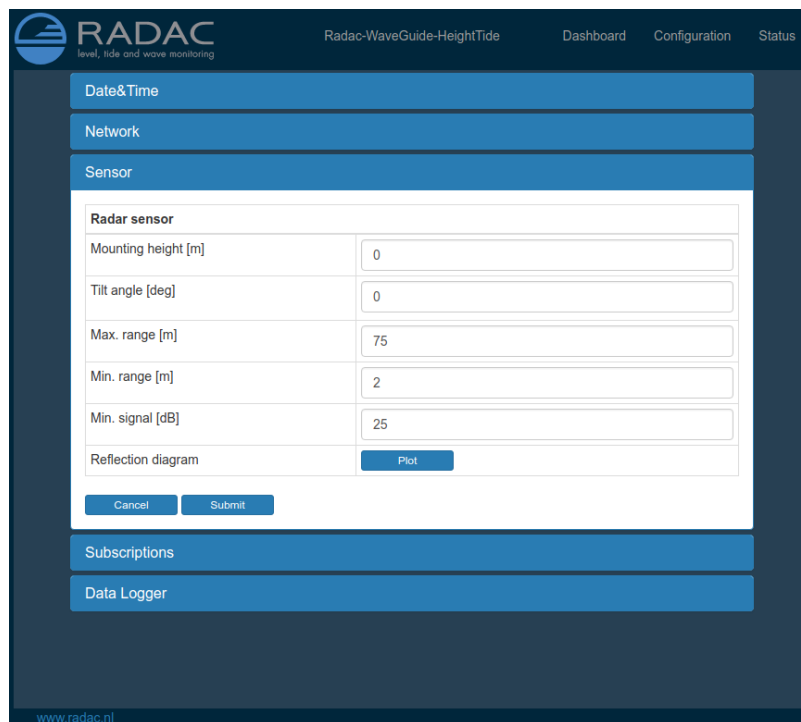 RADAC
level, tide and wave monitoring
Radac-WaveGuide-HeightTide Dashboard Configuration Status
Date&Time
Network
Sensor
Radar sensor
Mounting height [m] 0
Tilt angle [deg] 0
Max. range [m] 75
Min. range [m] 2
Min. signal [dB] 25
Reflection diagram Plot
Cancel Submit
Subscriptions
Data Logger
www.radac.nl